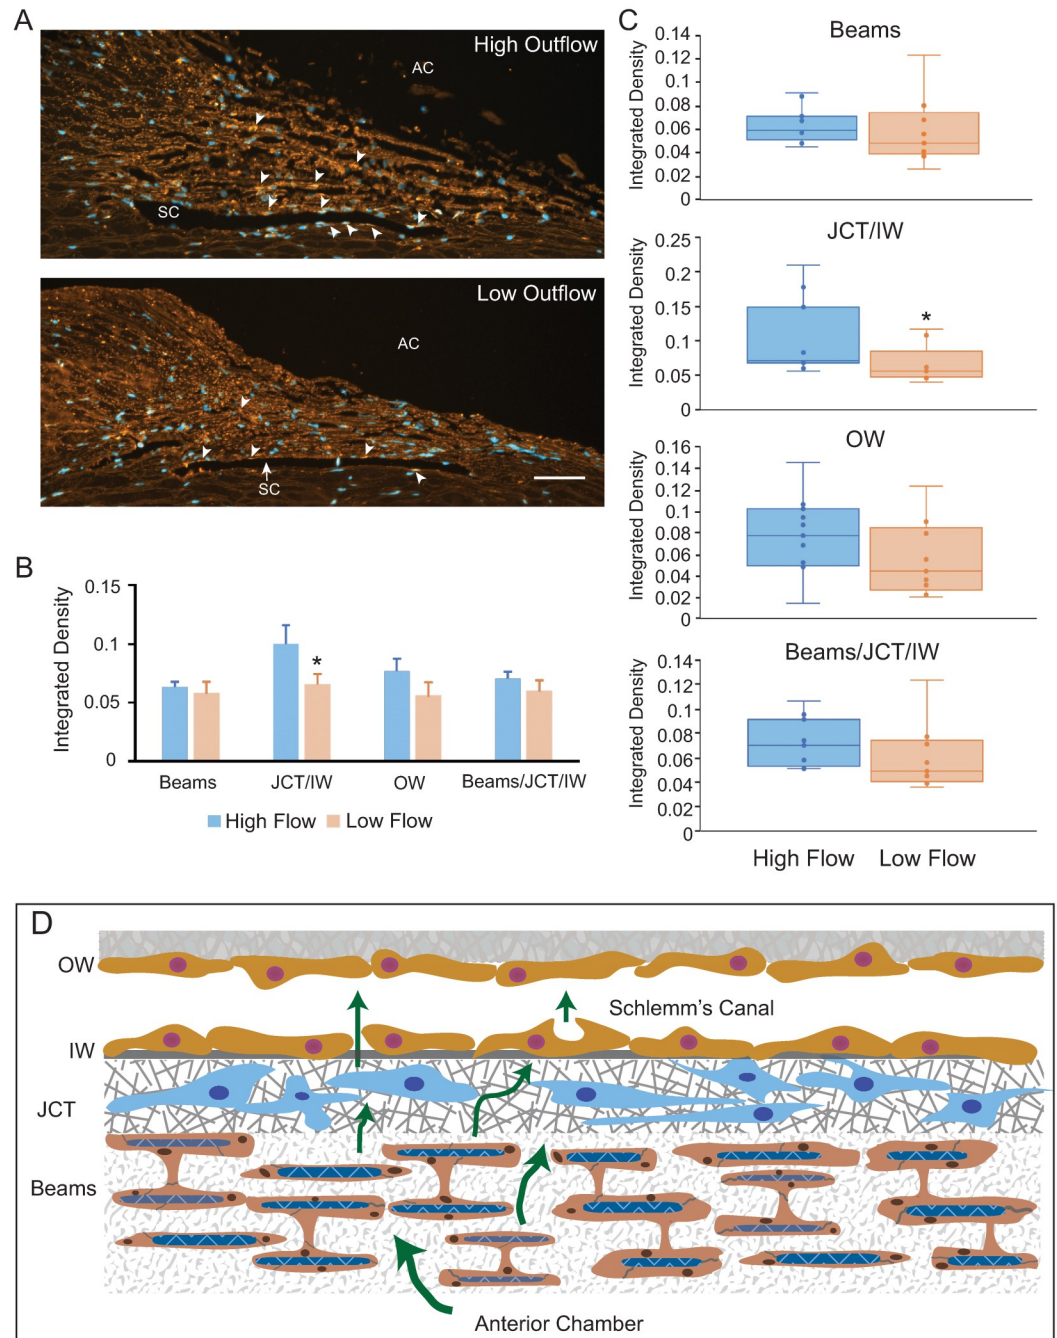 A
High Outflow
AC
SC
Low Outflow
AC
SC
B
Integrated Density
0.15
0.1
0.05
0
*
Beams
JCT/IW
OW
Beams/JCT/IW
High Flow
Low Flow
C
Beams
Integrated Density
0.14
0.12
0.1
0.08
0.06
0.04
0.02
0
JCT/IW
Integrated Density
0.25
0.2
0.15
0.1
0.05
0
*
OW
Integrated Density
0.16
0.14
0.12
0.1
0.08
0.06
0.04
0.02
0
Beams/JCT/IW
Integrated Density
0.14
0.12
0.1
0.08
0.06
0.04
0.02
0
High Flow
Low Flow
D
OW
Schlemm's Canal
IW
JCT
Beams
Anterior Chamber